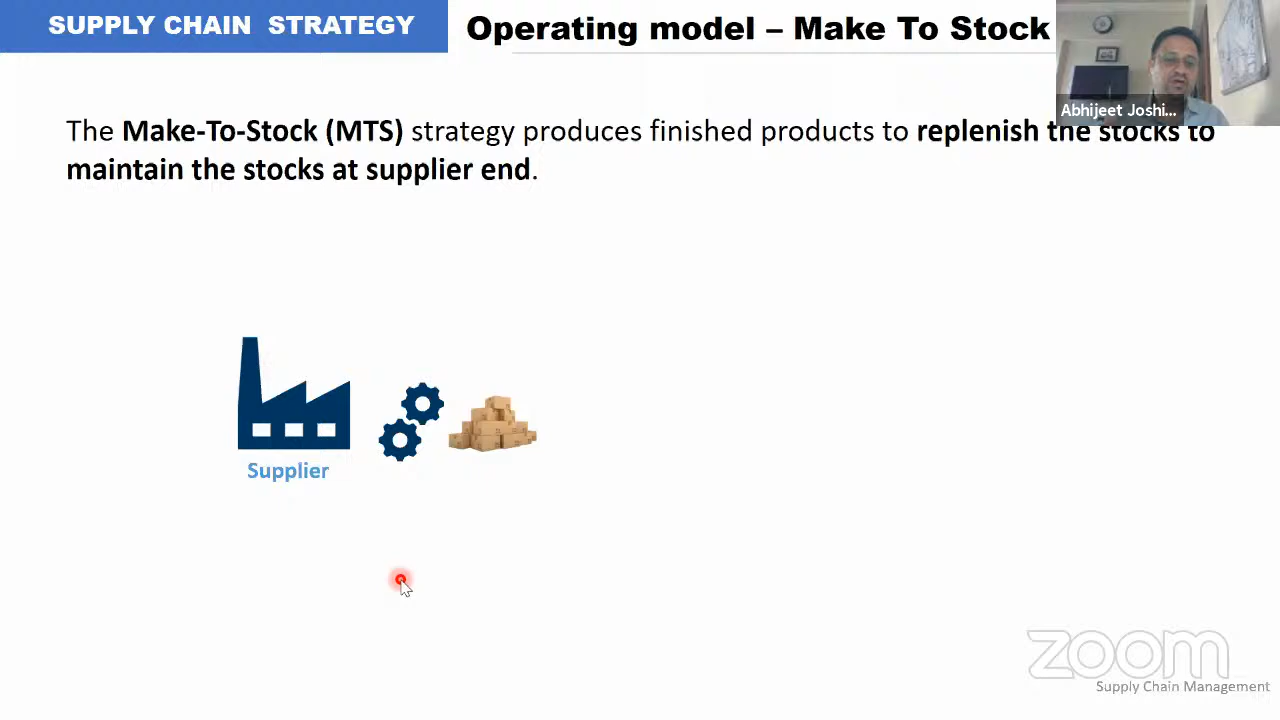 SUPPLY CHAIN STRATEGY
Operating model – Make To Stock
Abhijeet Joshi...
The Make-To-Stock (MTS) strategy produces finished products to replenish the stocks to
maintain the stocks at supplier end.
Supplier
zoom
Supply Chain Management